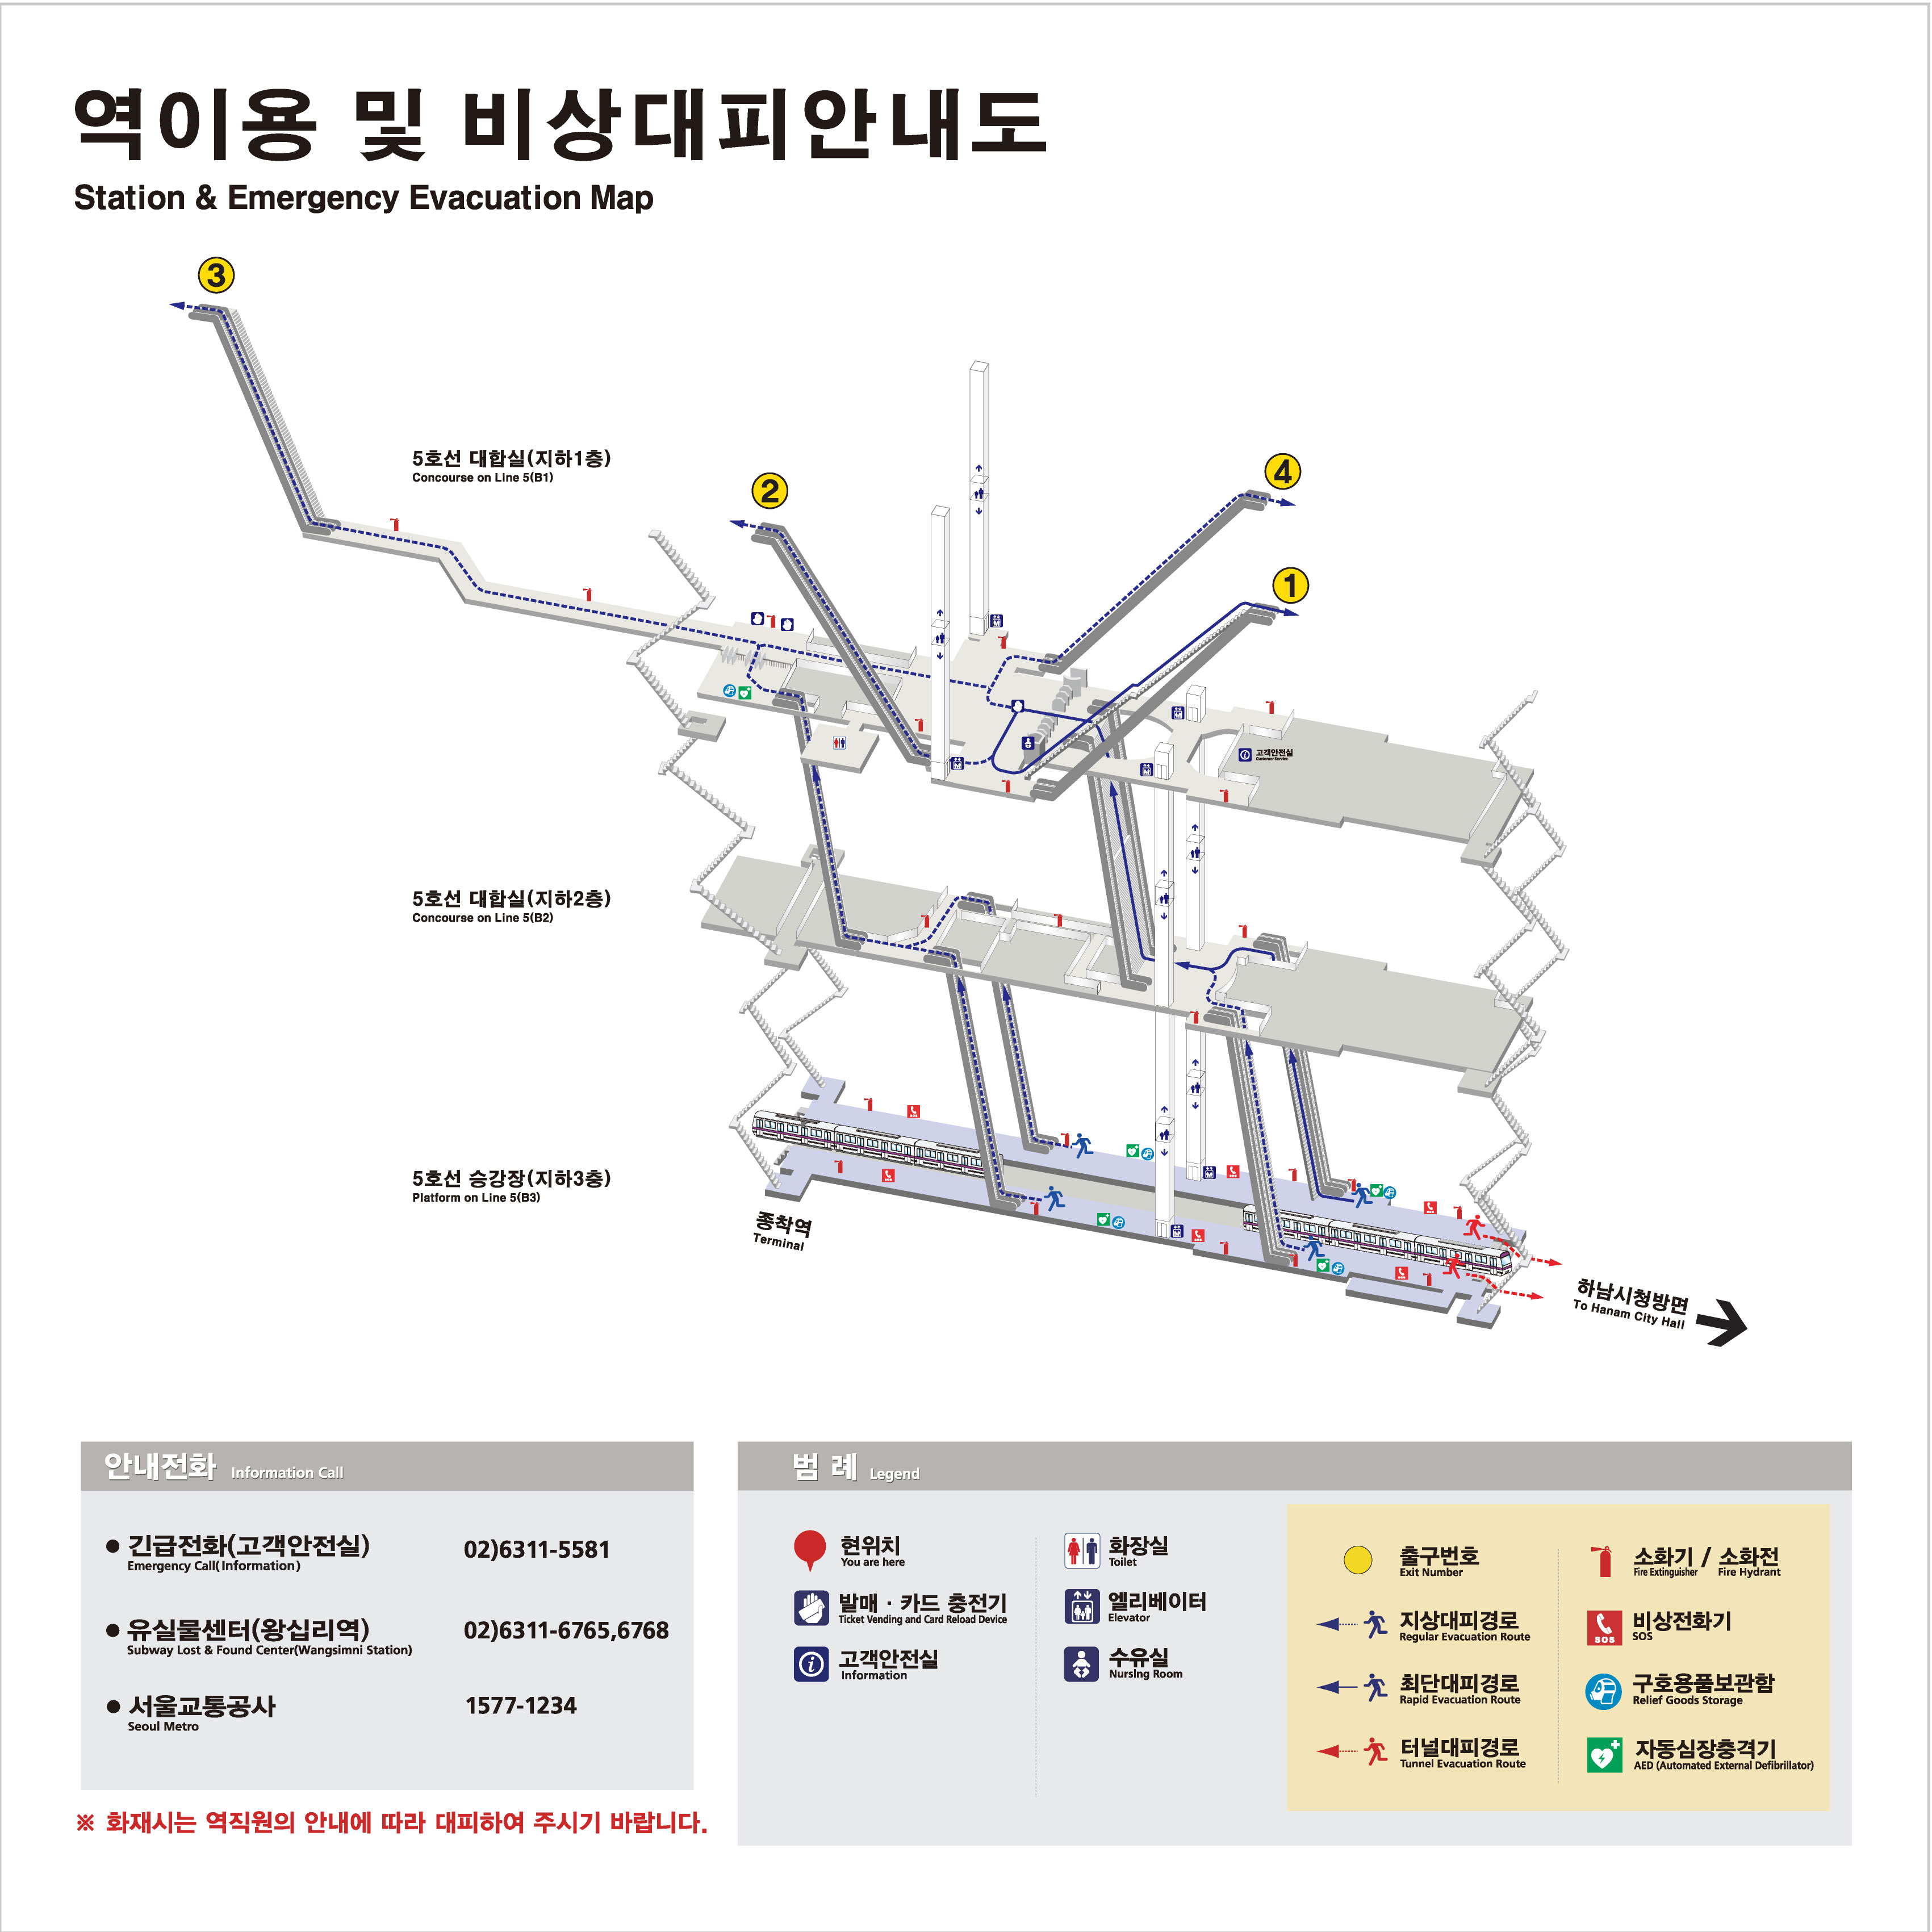 역이용 및 비상대피안내도
Station & Emergency Evacuation Map
3
5호선 대합실(지하1층)
Concourse on Line 5(B1)
2
4
1
고객안전실
Customer Service
5호선 대합실(지하2층)
Concourse on Line 5(B2)
5호선 승강장(지하3층)
Platform on Line 5(B3)
종착역
Terminal
하남시청방면
To Hanam City Hall
안내전화 Information Call
긴급전화(고객안전실) 02)6311-5581
Emergency Call(Information)
유실물센터(왕십리역) 02)6311-6765,6768
Subway Lost & Found Center(Wangsimni Station)
서울교통공사 1577-1234
Seoul Metro
※ 화재시는 역직원의 안내에 따라 대피하여 주시기 바랍니다.
범 례 Legend
현위치
You are here
발매 · 카드 충전기
Ticket Vending and Card Reload Device
고객안전실
Information
화장실
Toilet
엘리베이터
Elevator
수유실
Nursing Room
출구번호
Exit Number
지상대피경로
Regular Evacuation Route
최단대피경로
Rapid Evacuation Route
터널대피경로
Tunnel Evacuation Route
소화기 / 소화전
Fire Extinguisher / Fire Hydrant
SOS
비상전화기
SOS
구호용품보관함
Relief Goods Storage
자동심장충격기
AED (Automated External Defibrillator)